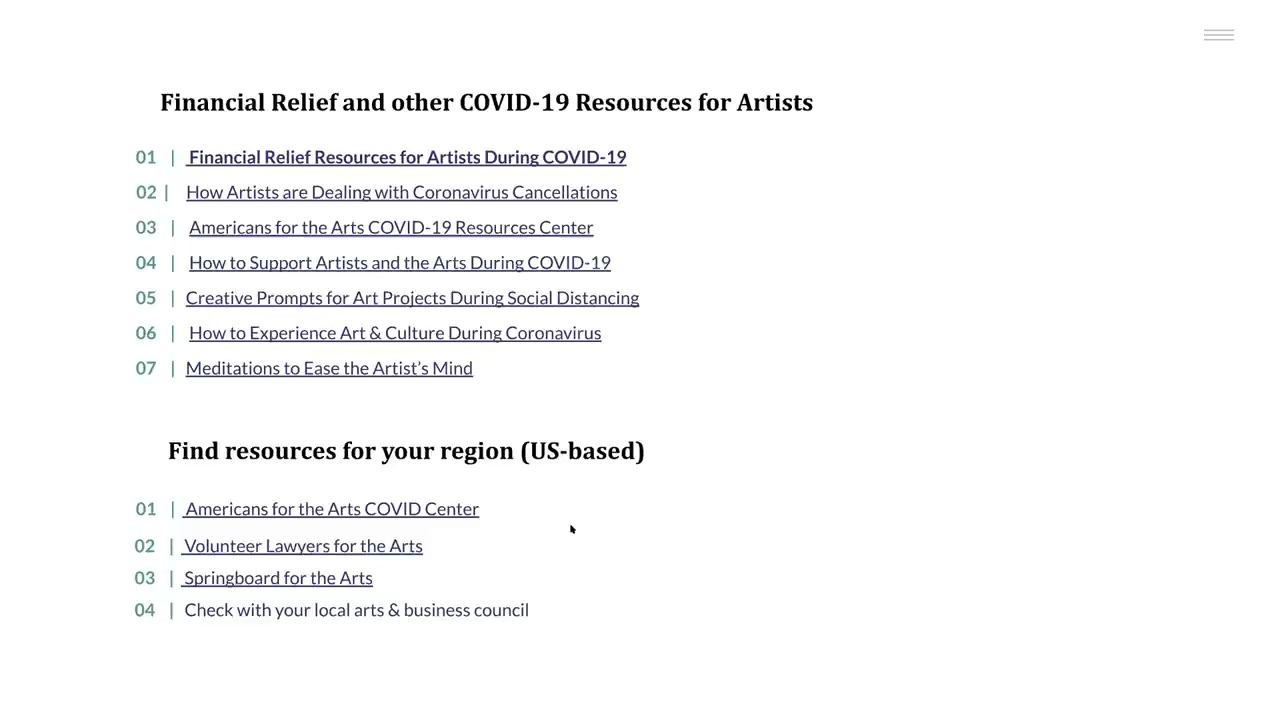 Financial Relief and other COVID-19 Resources for Artists
01 | Financial Relief Resources for Artists During COVID-19
02 | How Artists are Dealing with Coronavirus Cancellations
03 | Americans for the Arts COVID-19 Resources Center
04 | How to Support Artists and the Arts During COVID-19
05 | Creative Prompts for Art Projects During Social Distancing
06 | How to Experience Art & Culture During Coronavirus
07 | Meditations to Ease the Artist’s Mind
Find resources for your region (US-based)
01 | Americans for the Arts COVID Center
02 | Volunteer Lawyers for the Arts
03 | Springboard for the Arts
04 | Check with your local arts & business council